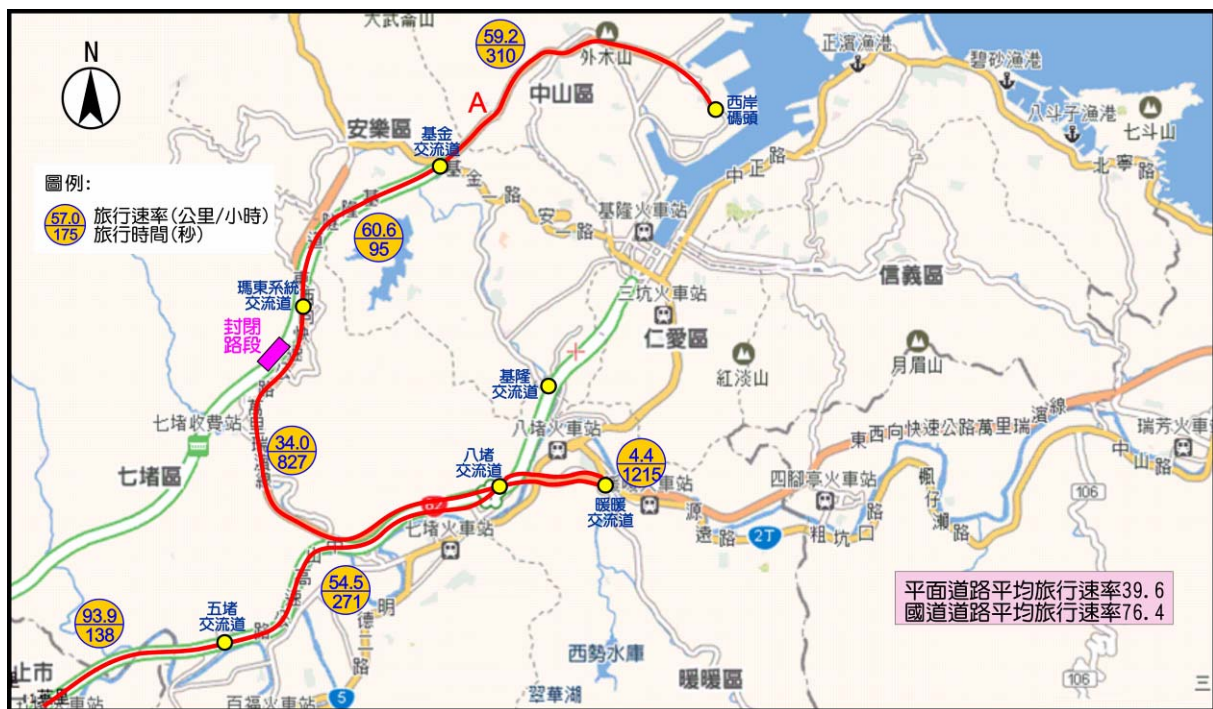 大武崙山
59.2
310
外木山
正濱漁港
碧砂漁港
N
A
中山區
西岸
碼頭
八斗子漁港
七斗山
安樂區
基金
交流道
中正路
北寧路
圖例:
57.0
175
旅行速率(公里/小時)
旅行時間(秒)
基金一路
安一路
基隆火車站
60.6
95
信義區
瑪東系統
交流道
三坑火車站
封閉
路段
仁愛區
紅淡山
月眉山
基隆
交流道
七堵收費站
八堵火車站
東西向快速公路萬里瑞濱線
瑞芳火車站
34.0
827
八堵
交流道
4.4
1215
七堵區
四腳亭火車站
中山路
106
暖暖
交流道
62
七堵火車站
源遠路
2丁
粗坑口路
楓仔瀨路
54.5
271
平面道路平均旅行速率39.6
國道道路平均旅行速率76.4
93.9
138
五堵
交流道
明德二路
西勢水庫
止市
暖暖區
106
百福火車站
5
翠華湖
三